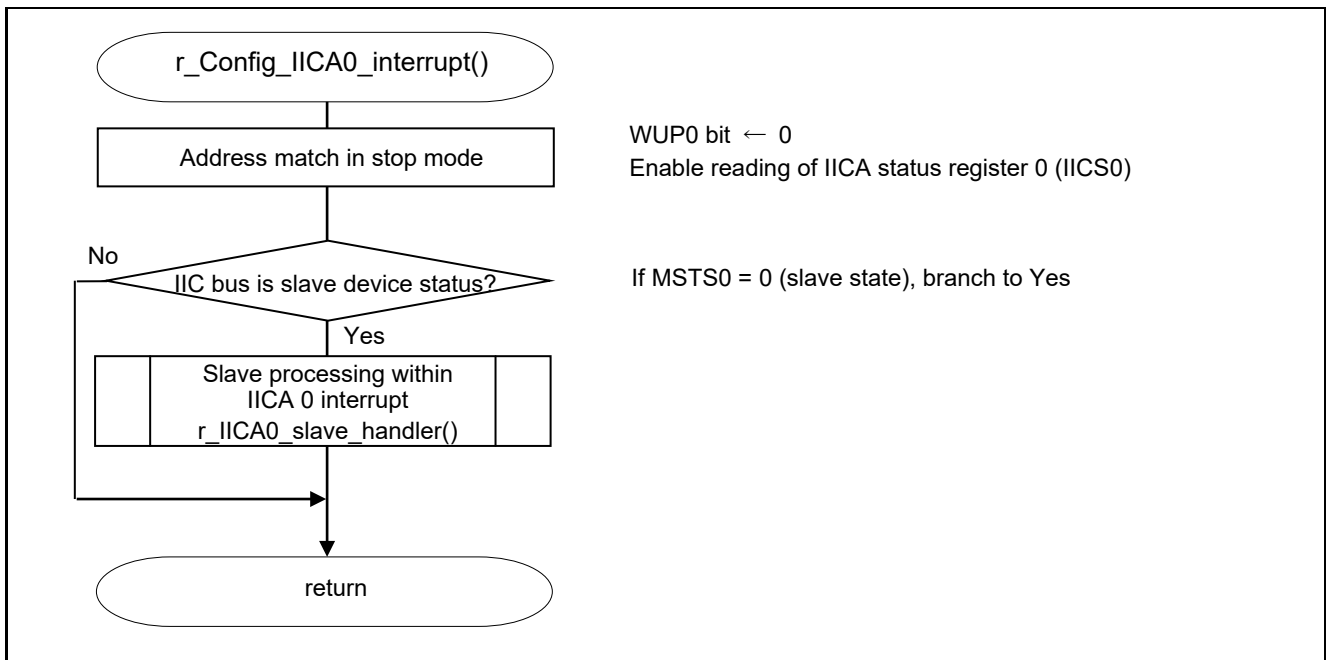 r_Config_IICA0_interrupt()
Address match in stop mode
WUP0 bit ← 0
Enable reading of IICA status register 0 (IICS0)
No
IIC bus is slave device status?
If MSTS0 = 0 (slave state), branch to Yes
Yes
Slave processing within
IICA 0 interrupt
r_IICA0_slave_handler()
return